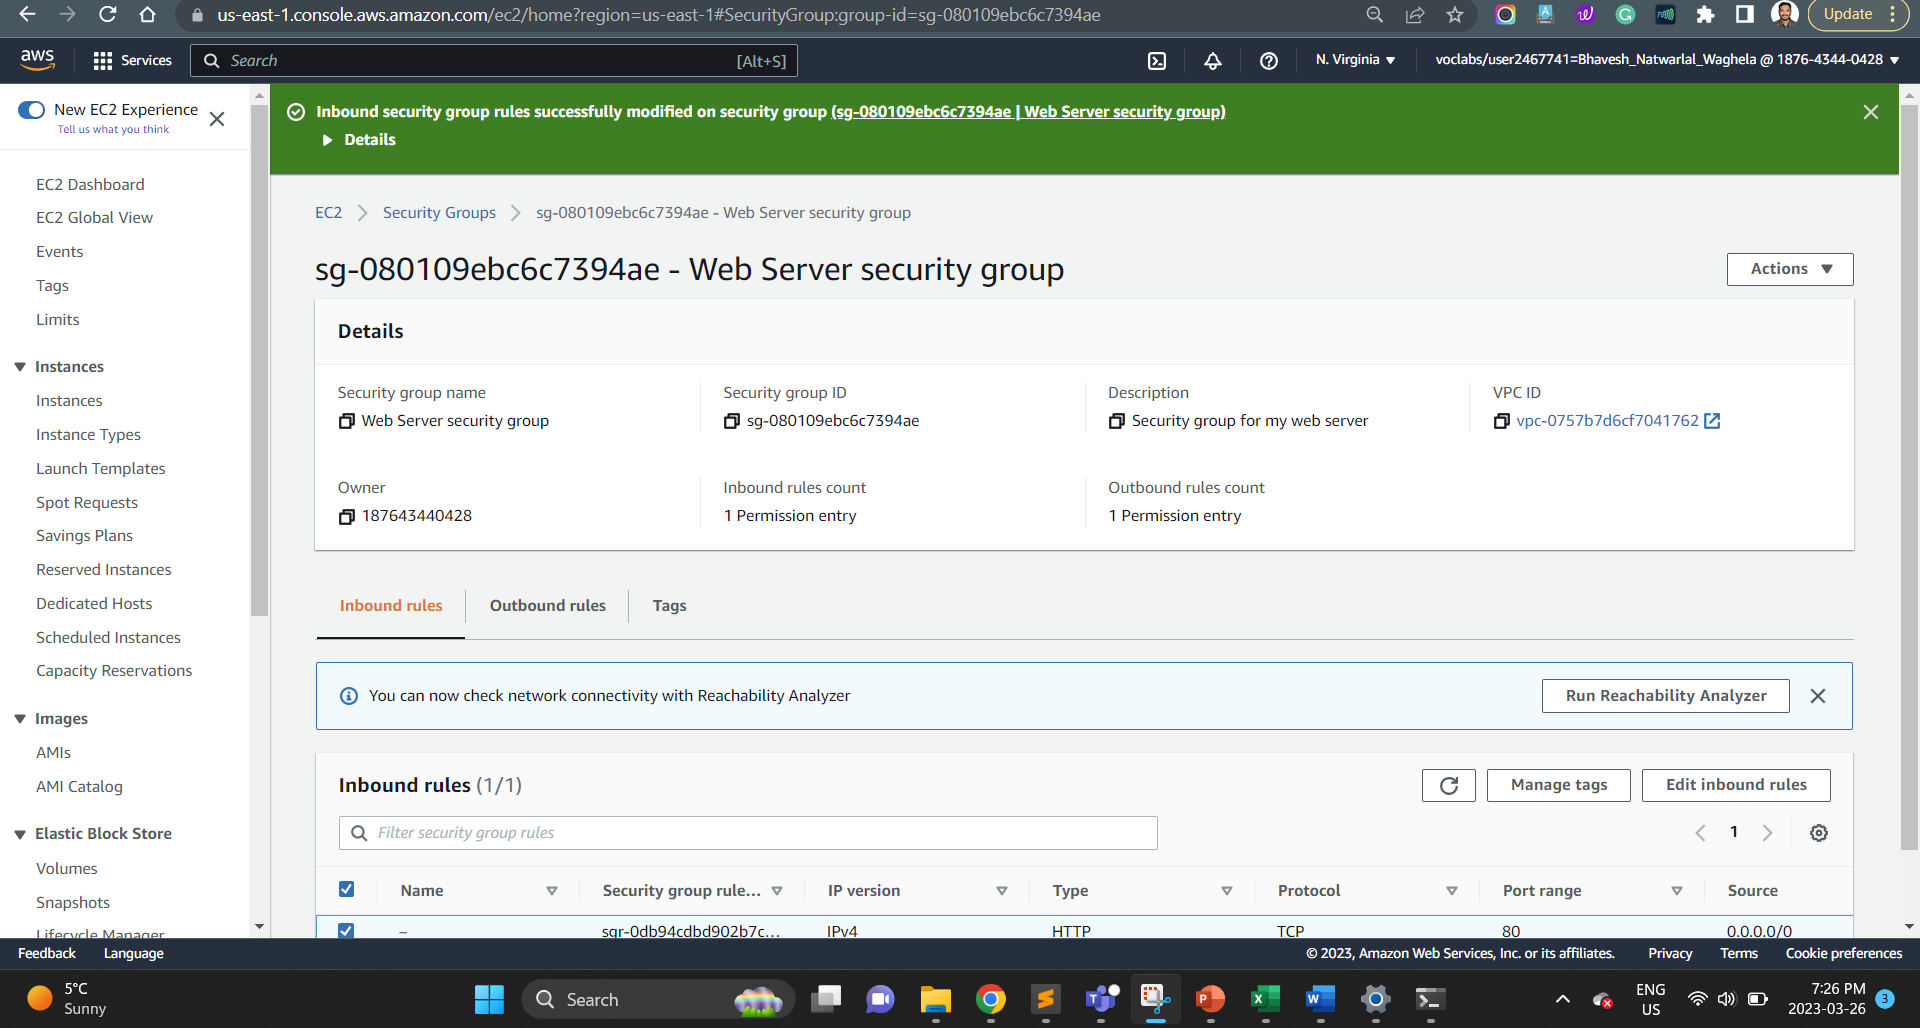 us-east-1.console.aws.amazon.com/ec2/home?region=us-east-1#SecurityGroup:group-id=sg-080109ebc6c7394ae
Update
aws
Services
Search
[Alt+S]
N. Virginia
voclabs/user2467741=Bhavesh_Natwarlal_Waghela @ 1876-4344-0428
New EC2 Experience
Tell us what you think
EC2 Dashboard
EC2 Global View
Events
Tags
Limits
Instances
Instances
Instance Types
Launch Templates
Spot Requests
Savings Plans
Reserved Instances
Dedicated Hosts
Scheduled Instances
Capacity Reservations
Images
AMIs
AMI Catalog
Elastic Block Store
Volumes
Snapshots
Lifecycle Manager
Inbound security group rules successfully modified on security group (sg-080109ebc6c7394ae | Web Server security group)
Details
EC2
Security Groups
sg-080109ebc6c7394ae - Web Server security group
sg-080109ebc6c7394ae - Web Server security group
Actions
Details
Security group name
Web Server security group
Security group ID
sg-080109ebc6c7394ae
Description
Security group for my web server
VPC ID
vpc-0757b7d6cf7041762
Owner
187643440428
Inbound rules count
1 Permission entry
Outbound rules count
1 Permission entry
Inbound rules
Outbound rules
Tags
You can now check network connectivity with Reachability Analyzer
Run Reachability Analyzer
Inbound rules (1/1)
Manage tags
Edit inbound rules
Filter security group rules
1
Name
Security group rule...
IP version
Type
Protocol
Port range
Source
–
sgr-0db94cdbd902b7c...
IPv4
HTTP
TCP
80
0.0.0.0/0
Feedback
Language
© 2023, Amazon Web Services, Inc. or its affiliates.
Privacy
Terms
Cookie preferences
5°C
Sunny
Search
ENG
US
7:26 PM
2023-03-26
3